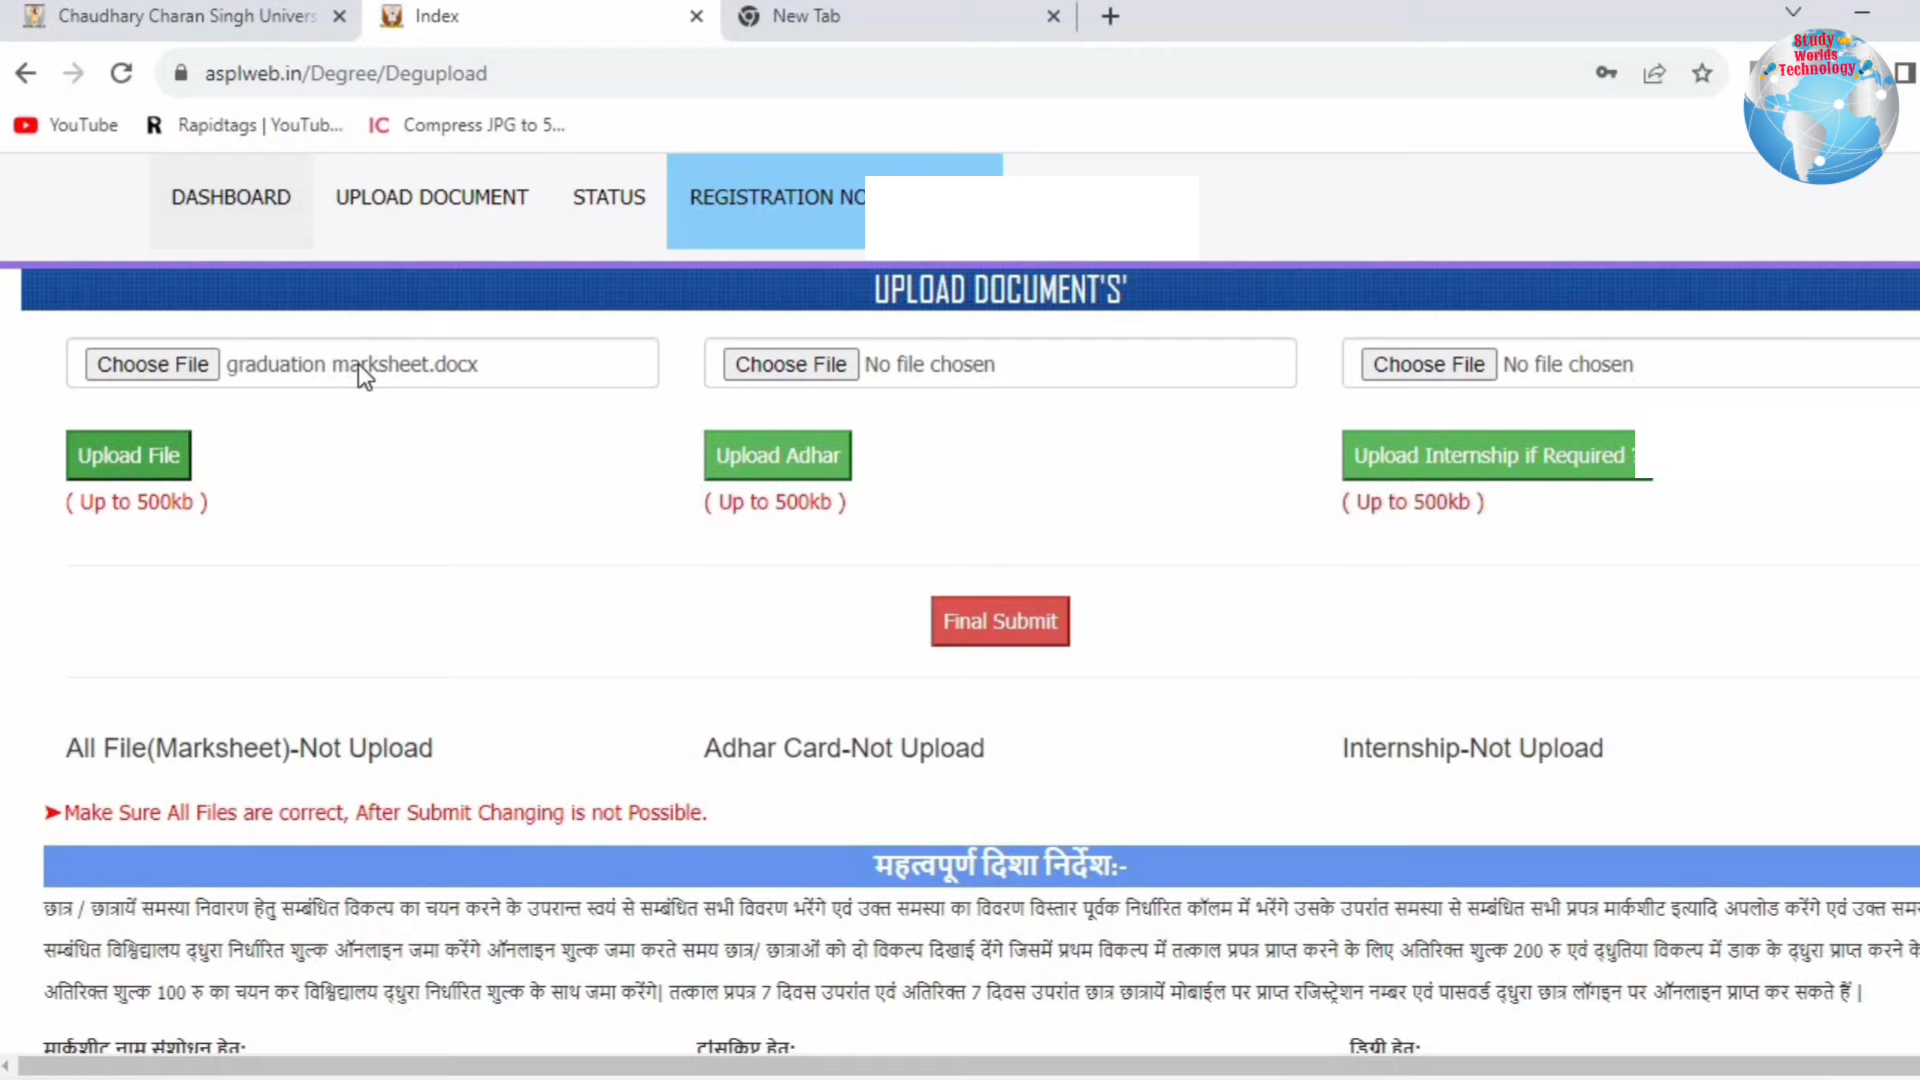 Chaudhary Charan Singh Univers
Index
New Tab
asplweb.in/Degree/Degupload
Study
Worlds
Technology
YouTube
R Rapidtags | YouTub...
IC Compress JPG to 5...
DASHBOARD
UPLOAD DOCUMENT
STATUS
REGISTRATION NO
UPLOAD DOCUMENT'S'
Choose File graduation marksheet.docx
Choose File No file chosen
Choose File No file chosen
Upload File
Upload Adhar
Upload Internship if Required
( Up to 500kb )
( Up to 500kb )
( Up to 500kb )
Final Submit
All File(Marksheet)-Not Upload
Adhar Card-Not Upload
Internship-Not Upload
➤Make Sure All Files are correct, After Submit Changing is not Possible.
महत्वपूर्ण दिशा निर्देश:-
छात्र / छात्रायें समस्या निवारण हेतु सम्बंधित विकल्प का चयन करने के उपरान्त स्वयं से सम्बंधित सभी विवरण भरेंगे एवं उक्त समस्या का विवरण विस्तार पूर्वक निर्धारित कॉलम में भरेंगे उसके उपरांत समस्या से सम्बंधित सभी प्रपत्र मार्कशीट इत्यादि अपलोड करेंगे एवं उक्त
सम्बंधित विश्विद्यालय द्धुरा निर्धारित शुल्क ऑनलाइन जमा करेंगे ऑनलाइन शुल्क जमा करते समय छात्र/ छात्राओं को दो विकल्प दिखाई देंगे जिसमें प्रथम विकल्प में तत्काल प्रपत्र प्राप्त करने के लिए अतिरिक्त शुल्क 200 रु एवं द्धुतिया विकल्प में डाक के द्धुरा प्राप्त करने के
अतिरिक्त शुल्क 100 रु का चयन कर विश्विद्यालय द्धुरा निर्धारित शुल्क के साथ जमा करेंगे| तत्काल प्रपत्र 7 दिवस उपरांत एवं अतिरिक्त 7 दिवस उपरांत छात्र छात्रायें मोबाईल पर प्राप्त रजिस्ट्रेशन नम्बर एवं पासवर्ड द्धुरा छात्र लॉगइन पर ऑनलाइन प्राप्त कर सकते हैं |
मार्कशीट नाम संशोधन हेतु:
ट्रांसक्रिप्ट हेतु:
डिग्री हेतु: